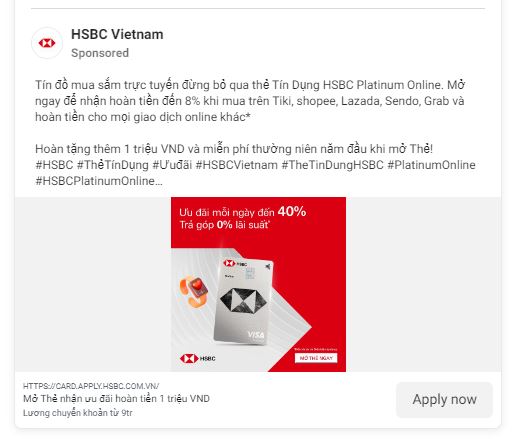 HSBC Vietnam
Sponsored
Tín đồ mua sắm trực tuyến đừng bỏ qua thẻ Tín Dụng HSBC Platinum Online. Mở
ngay để nhận hoàn tiền đến 8% khi mua trên Tiki, shopee, Lazada, Sendo, Grab và
hoàn tiền cho mọi giao dịch online khác*
Hoàn tặng thêm 1 triệu VND và miễn phí thường niên năm đầu khi mở Thẻ!
#HSBC #ThẻTínDụng #Ưuđãi #HSBCVietnam #TheTinDungHSBC #PlatinumOnline
#HSBCPlatinumOnline...
Ưu đãi mỗi ngày đến 40%
Trả góp 0% lãi suất*
HSBC
VISA
HSBC
MỞ THẺ NGAY
HTTPS://CARD.APPLY.HSBC.COM.VN/
Mở Thẻ nhận ưu đãi hoàn tiền 1 triệu VND
Lương chuyển khoản từ 9tr
Apply now